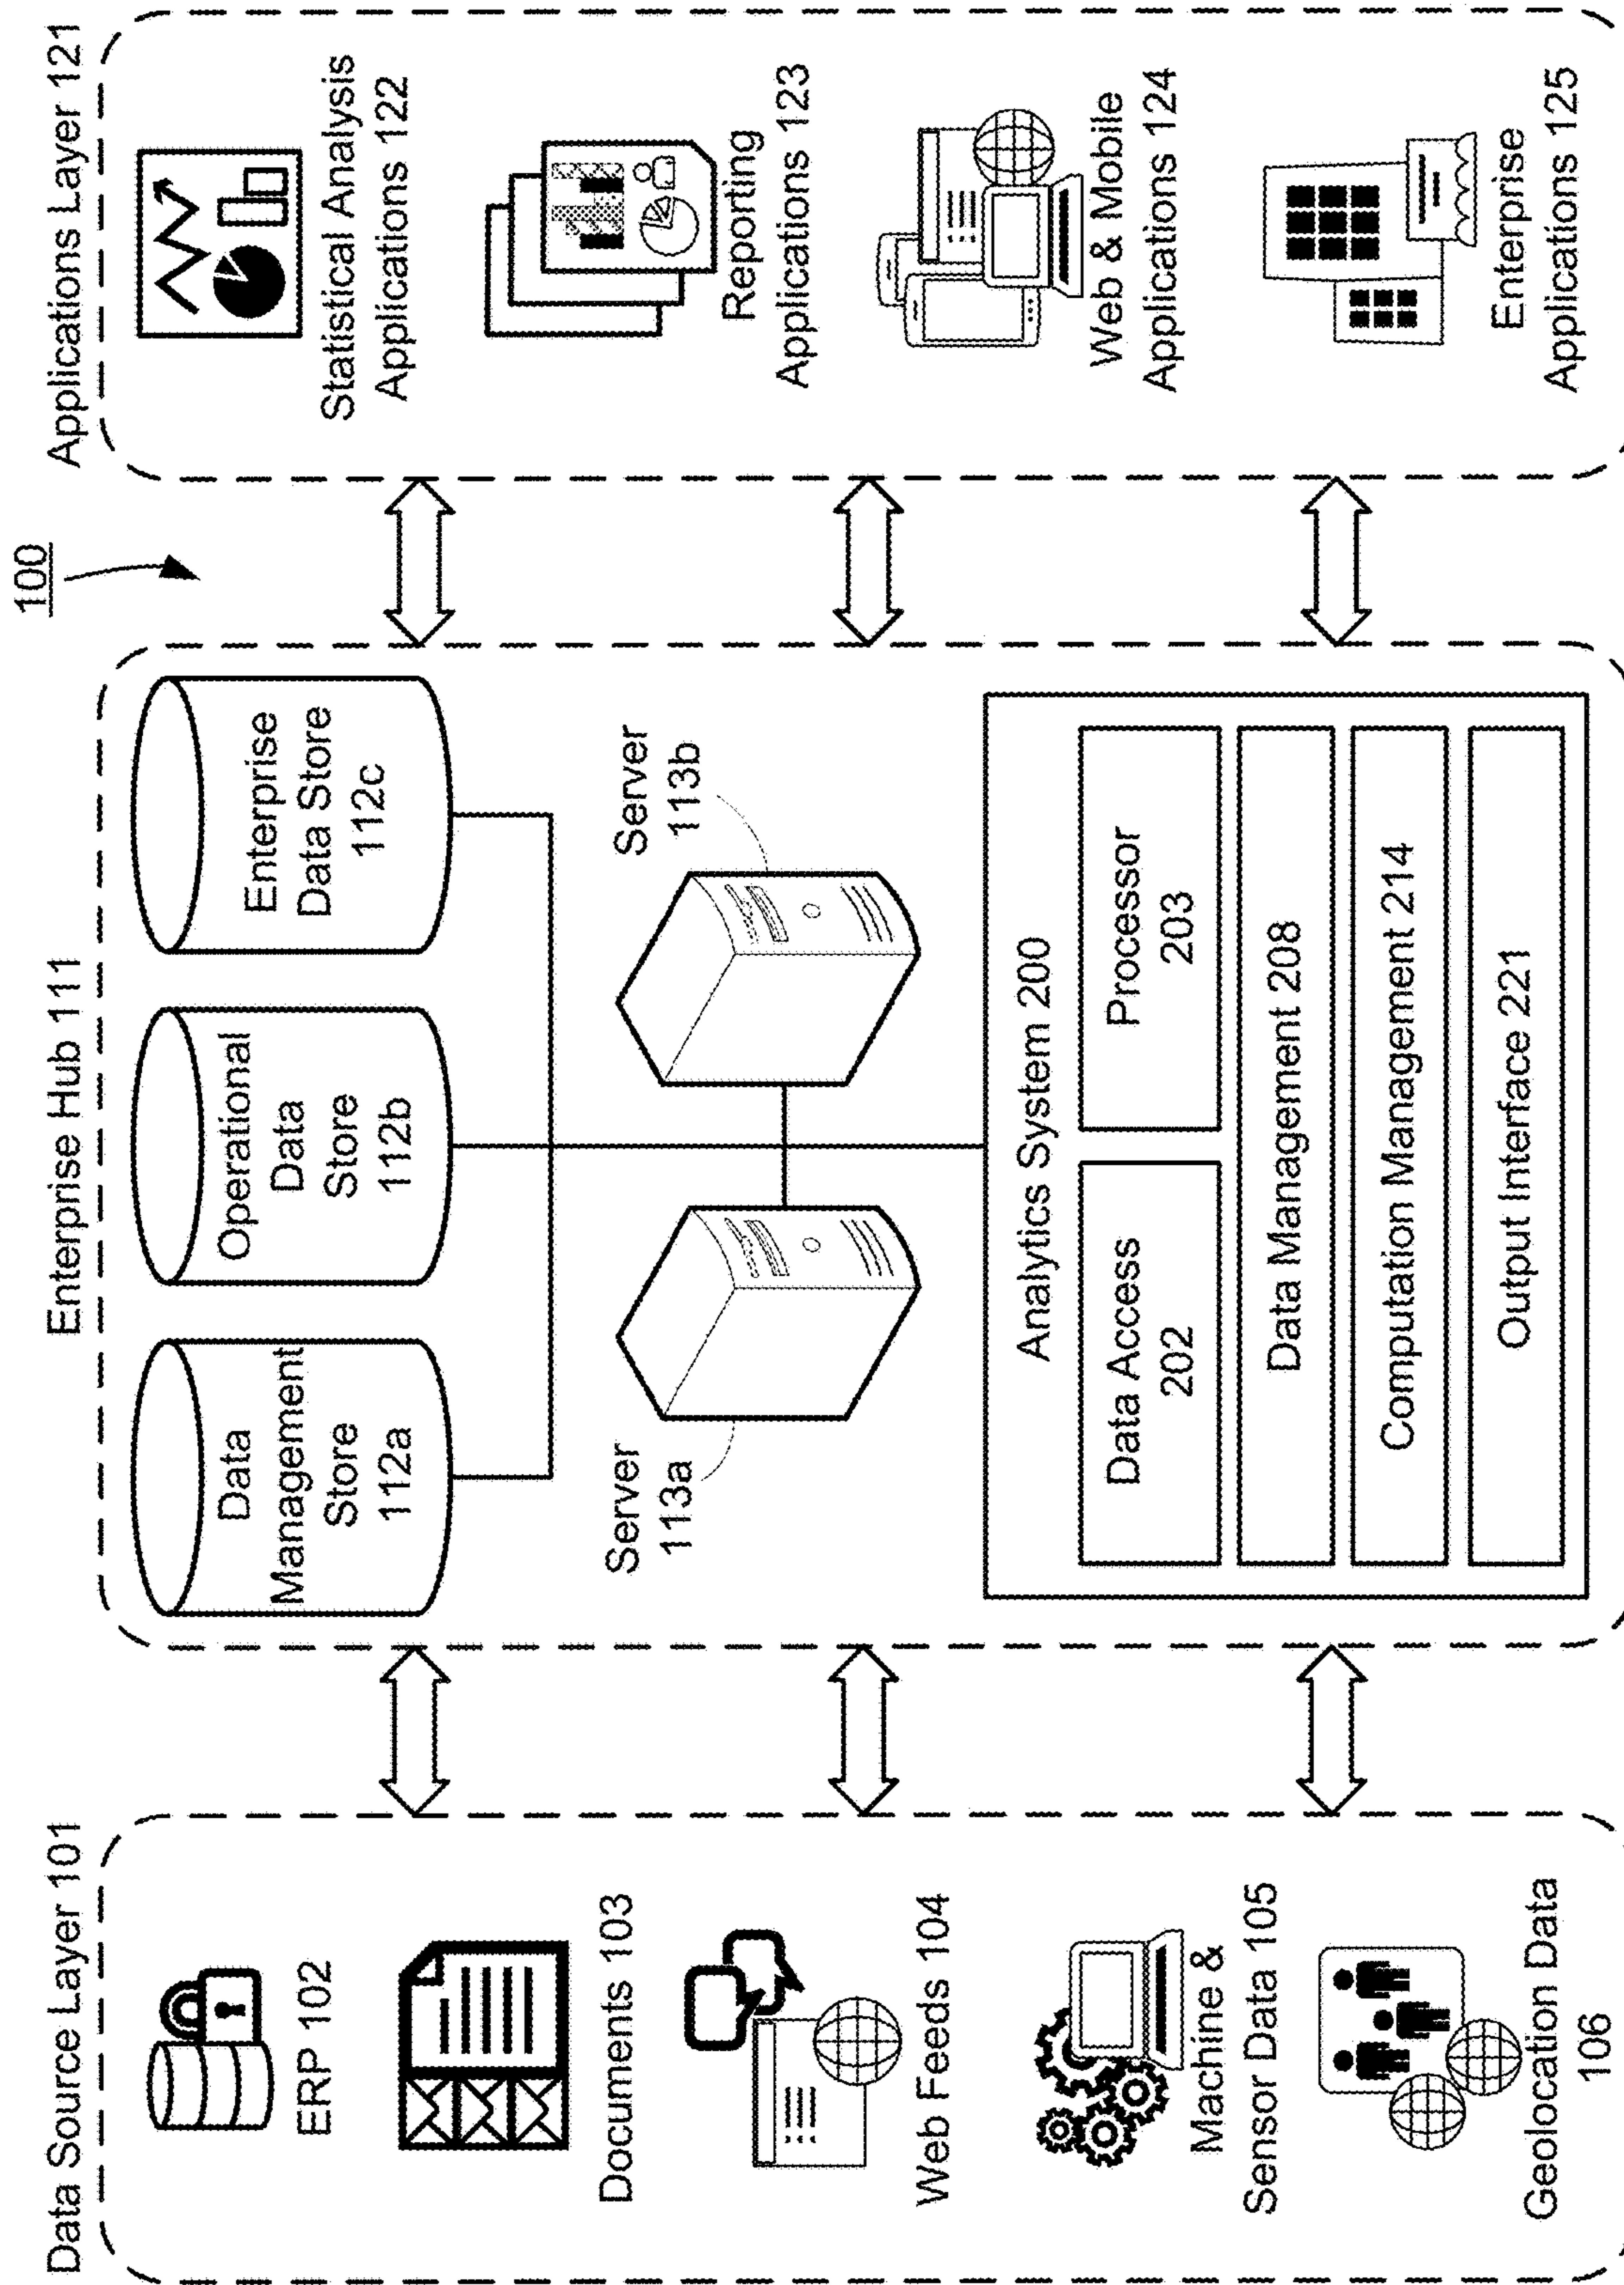 100
Data Source Layer 101
ERP 102
Documents 103
Web Feeds 104
Machine &
Sensor Data 105
Geolocation Data
106
Enterprise Hub 111
Data
Management
Store
112a
Operational
Data
Store
112b
Enterprise
Data Store
112c
Server
113a
Server
113b
Analytics System 200
Data Access
202
Processor
203
Data Management 208
Computation Management 214
Output Interface 221
Applications Layer 121
Statistical Analysis
Applications 122
Reporting
Applications 123
Web & Mobile
Applications 124
Enterprise
Applications 125